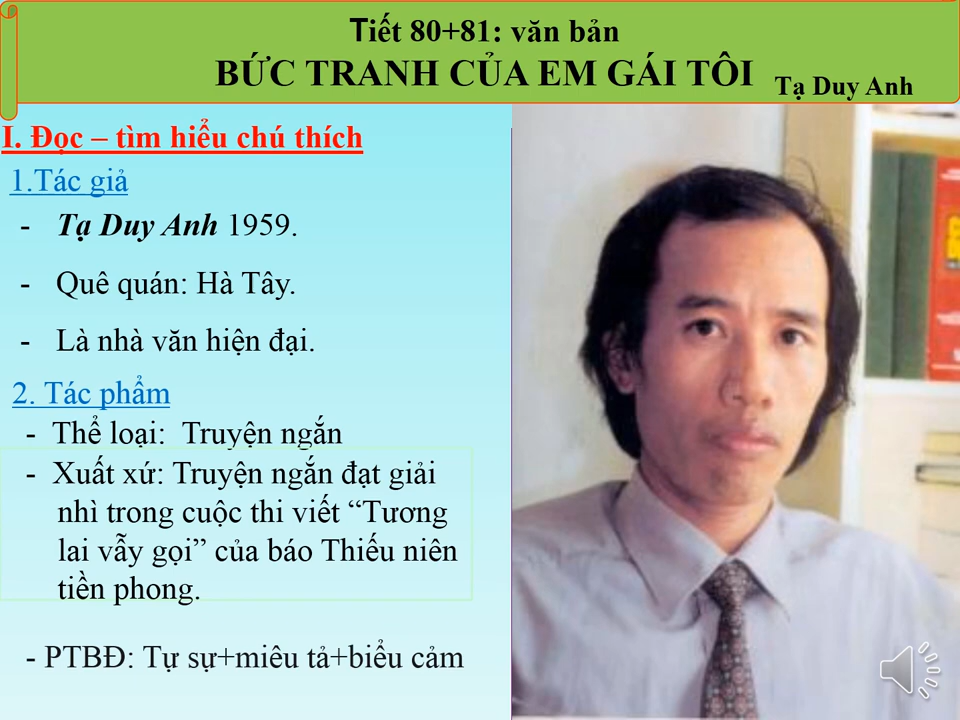 Tiết 80+81: văn bản
BỨC TRANH CỦA EM GÁI TÔI
Tạ Duy Anh
I. Đọc – tìm hiểu chú thích
1.Tác giả
- Tạ Duy Anh 1959.
- Quê quán: Hà Tây.
- Là nhà văn hiện đại.
2. Tác phẩm
- Thể loại: Truyện ngắn
- Xuất xứ: Truyện ngắn đạt giải
nhì trong cuộc thi viết “Tương
lai vẫy gọi” của báo Thiếu niên
tiền phong.
- PTBĐ: Tự sự+miêu tả+biểu cảm